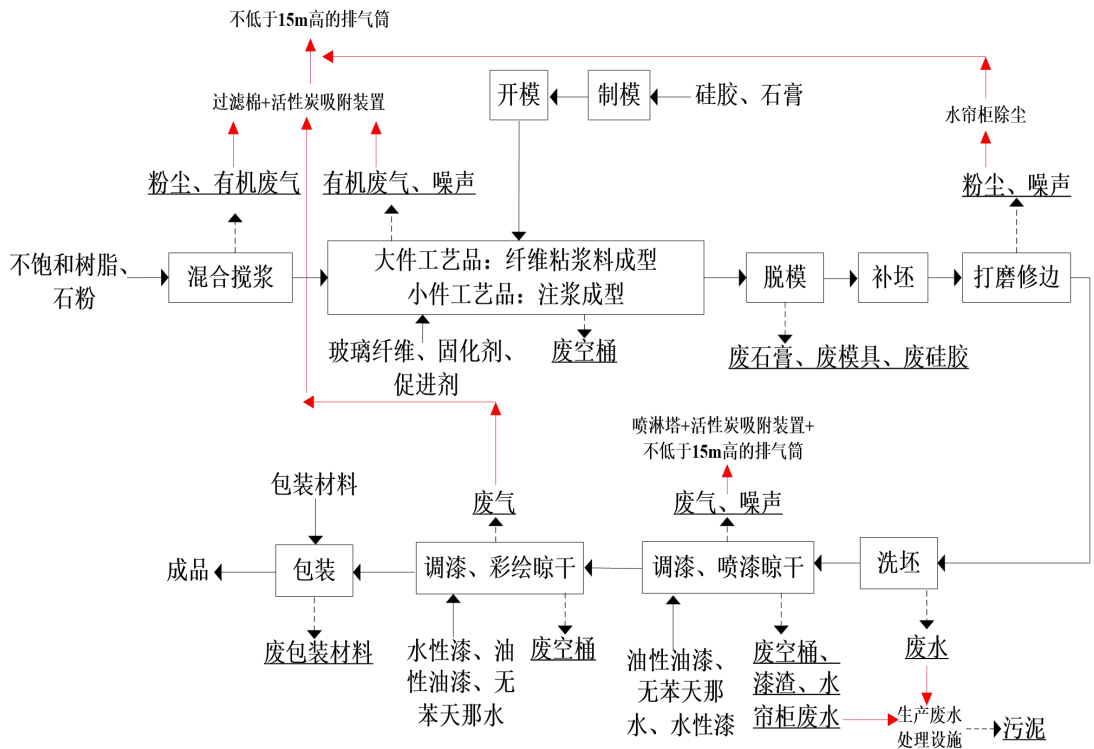 不低于15m高的排气筒
过滤棉+活性炭吸附装置
开模
制模
硅胶、石膏
水帘柜除尘
粉尘、有机废气
有机废气、噪声
粉尘、噪声
不饱和树脂、
石粉
混合搅浆
大件工艺品：纤维粘浆料成型
小件工艺品：注浆成型
脱模
补坯
打磨修边
玻璃纤维、固化剂、
促进剂
废空桶
废石膏、废模具、废硅胶
喷淋塔+活性炭吸附装置+
不低于15m高的排气筒
包装材料
废气
废气、噪声
成品
包装
调漆、彩绘晾干
调漆、喷漆晾干
洗坯
废包装材料
水性漆、油
性油漆、无
苯天那水
废空桶
油性油漆、
无苯天那
水、水性漆
废空桶、
漆渣、水
帘柜废水
废水
生产废水
处理设施
污泥